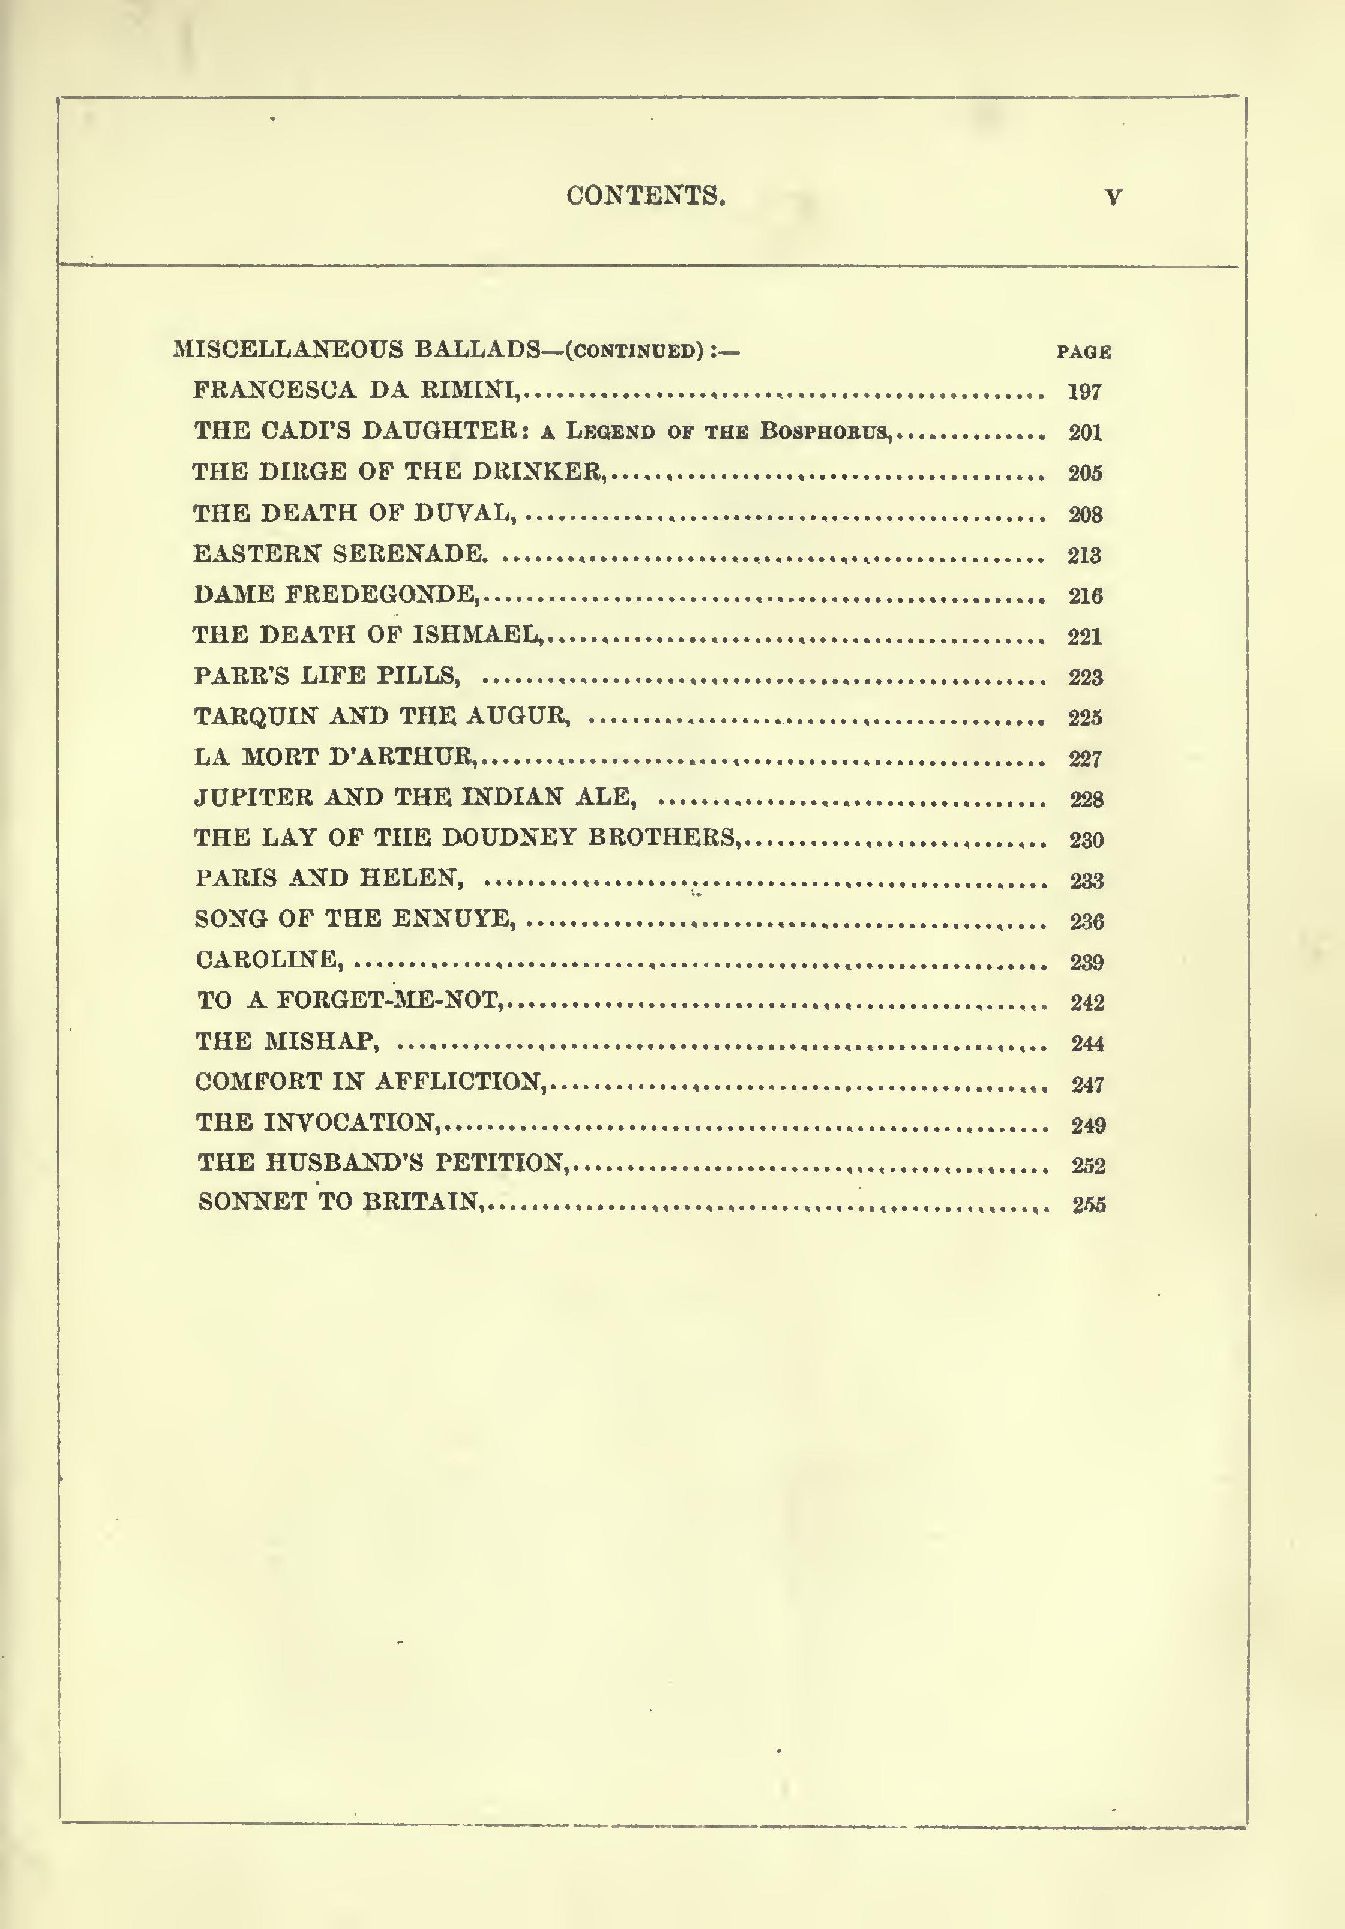 CONTENTS. V
MISCELLANEOUS BALLADS—(CONTINUED):— PAGE
FRANCESCA DA RIMINI,................................................ 197
THE CADI'S DAUGHTER: A LEGEND OF THE BOSPHORUS,.............. 201
THE DIRGE OF THE DRINKER,........................................ 205
THE DEATH OF DUVAL, ................................................ 208
EASTERN SERENADE. .................................................. 213
DAME FREDEGONDE,.................................................... 216
THE DEATH OF ISHMAEL,.............................................. 221
PARR'S LIFE PILLS, .................................................... 223
TARQUIN AND THE AUGUR, .......................................... 225
LA MORT D'ARTHUR,.................................................... 227
JUPITER AND THE INDIAN ALE, .................................... 228
THE LAY OF THE DOUDNEY BROTHERS,............................ 230
PARIS AND HELEN, .................................................... 233
SONG OF THE ENNUYE, ................................................ 236
CAROLINE, ................................................................ 239
TO A FORGET-ME-NOT,.................................................. 242
THE MISHAP, ............................................................ 244
COMFORT IN AFFLICTION,.............................................. 247
THE INVOCATION,........................................................ 249
THE HUSBAND'S PETITION,............................................ 252
SONNET TO BRITAIN,.................................................... 255